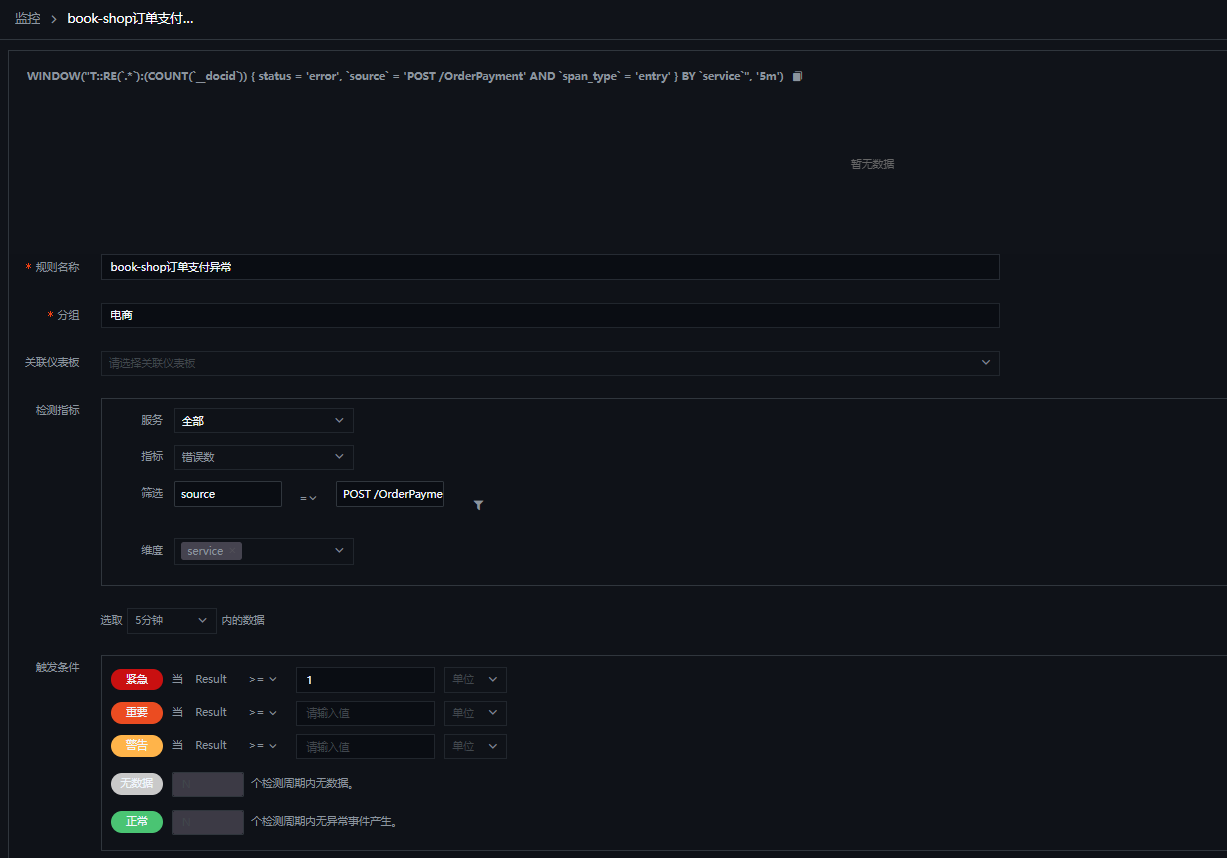 监控 > book-shop订单支付...
WINDOW("T::RE(`.*`):(COUNT(`__docid`)) { status = 'error', `source` = 'POST /OrderPayment' AND `span_type` = 'entry' } BY `service`", '5m')
暂无数据
* 规则名称 book-shop订单支付异常
* 分组 电商
关联仪表板 请选择关联仪表板
检测指标
服务 全部
指标 错误数
筛选 source = POST /OrderPayme
维度 service ×
选取 5分钟 内的数据
触发条件
紧急 当 Result >= 1 单位
重要 当 Result >= 请输入值 单位
警告 当 Result >= 请输入值 单位
无数据 N 个检测周期内无数据。
正常 N 个检测周期内无异常事件产生。